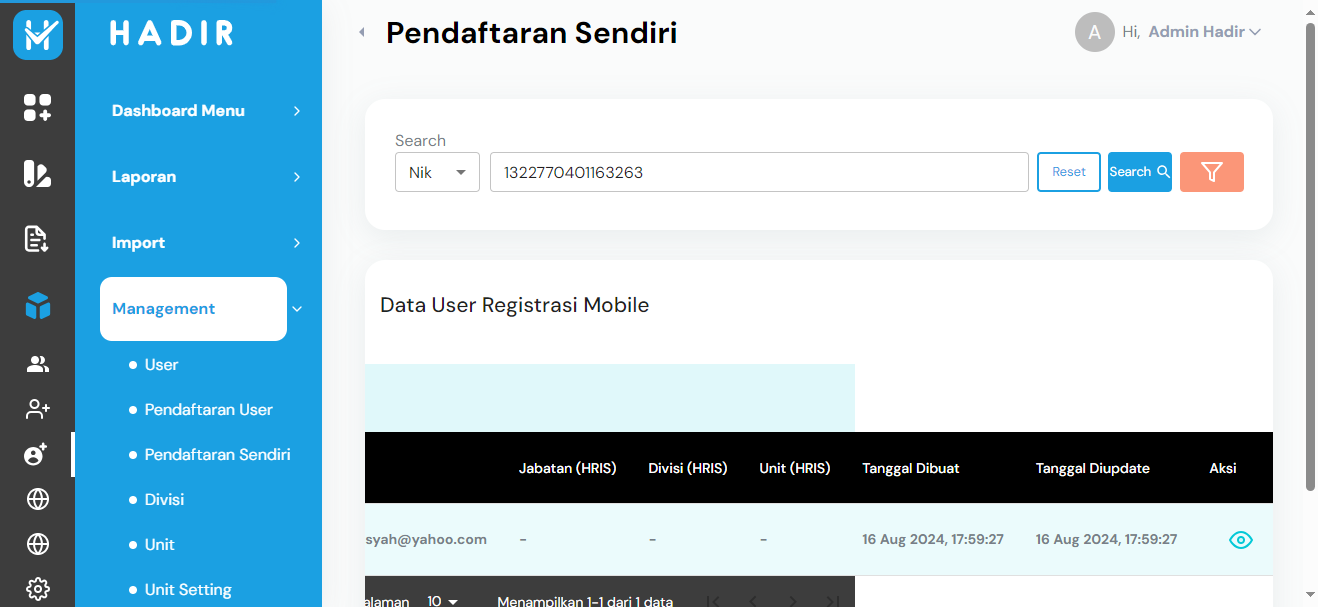 HADIR
Pendaftaran Sendiri
A Hi, Admin Hadir
Dashboard Menu
Laporan
Import
Management
User
Pendaftaran User
Pendaftaran Sendiri
Divisi
Unit
Unit Setting
Search
Nik 1322770401163263 Reset Search
Data User Registrasi Mobile
Jabatan (HRIS) Divisi (HRIS) Unit (HRIS) Tanggal Dibuat Tanggal Diupdate Aksi
syah@yahoo.com - - - 16 Aug 2024, 17:59:27 16 Aug 2024, 17:59:27
alaman 10 Menampilkan 1-1 dari 1 data